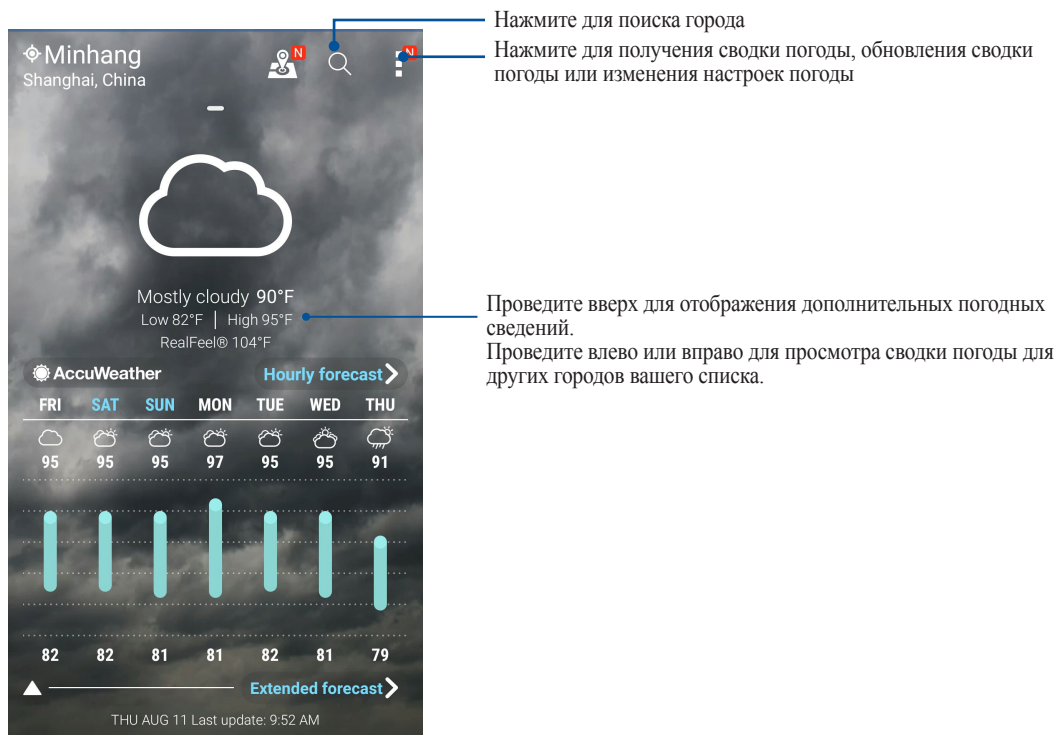 Нажмите для поиска города
Нажмите для получения сводки погоды, обновления сводки
погоды или изменения настроек погоды
Minhang
N
N
Shanghai, China
Mostly cloudy 90°F
Low 82°F | High 95°F
RealFeel® 104°F
Проведите вверх для отображения дополнительных погодных
сведений.
Проведите влево или вправо для просмотра сводки погоды для
других городов вашего списка.
AccuWeather Hourly forecast
FRI SAT SUN MON TUE WED THU
95 95 95 97 95 95 91
82 82 81 81 82 81 79
Extended forecast
THU AUG 11 Last update: 9:52 AM